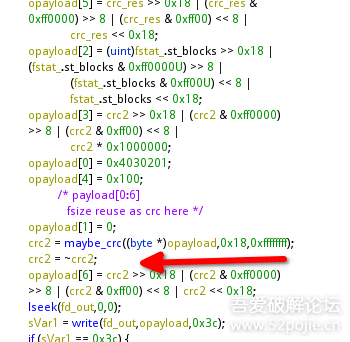 opayload[5] = crc_res >> 0x18 | (crc_res &
0xff0000) >> 8 | (crc_res & 0xff00) << 8 |
crc_res << 0x18;
opayload[2] = (uint)fstat_.st_blocks >> 0x18 |
(fstat_.st_blocks & 0xff0000U) >> 8 |
(fstat_.st_blocks & 0xff00U) << 8 |
fstat_.st_blocks << 0x18;
opayload[3] = crc2 >> 0x18 | (crc2 & 0xff0000)
>> 8 | (crc2 & 0xff00) << 8 |
crc2 * 0x1000000;
opayload[0] = 0x4030201;
opayload[4] = 0x100;
/* payload[0:6]
fsize reuse as crc here */
opayload[1] = 0;
crc2 = maybe_crc((byte *)opayload,0x18,0xffffffff);
crc2 = ~crc2;
opayload[6] = crc2 >> 0x18 | (crc2 & 0xff0000)
>> 8 | (crc2 & 0xff00) << 8 | crc2 << 0x18;
lseek(fd_out,0,0);
sVar1 = write(fd_out,opayload,0x3c);
if (sVar1 == 0x3c) {
吾爱破解论坛
www.52pojie.cn